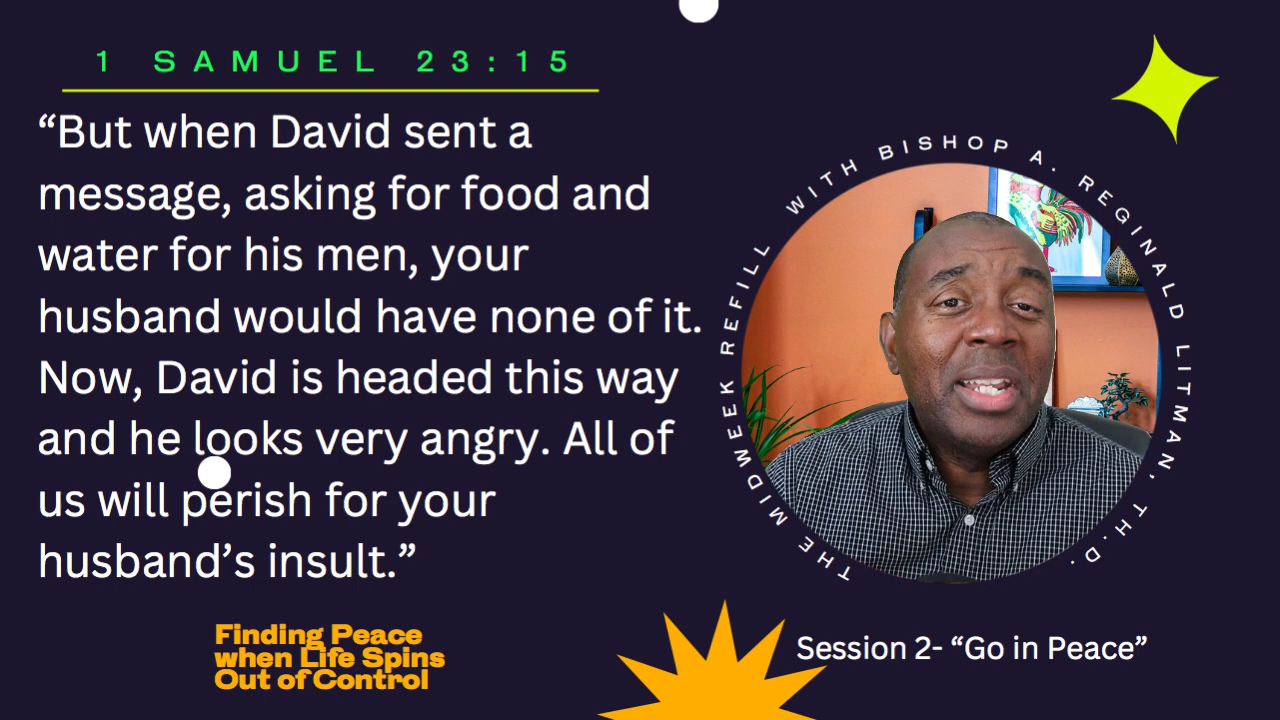 1 SAMUEL 23:15
“But when David sent a
message, asking for food and
water for his men, your
husband would have none of it.
Now, David is headed this way
and he looks very angry. All of
us will perish for your
husband’s insult.”
THE MIDWEEK REFILL WITH BISHOP A. REGINALD LITMAN, TH.D.
Finding Peace
when Life Spins
Out of Control
Session 2- “Go in Peace”